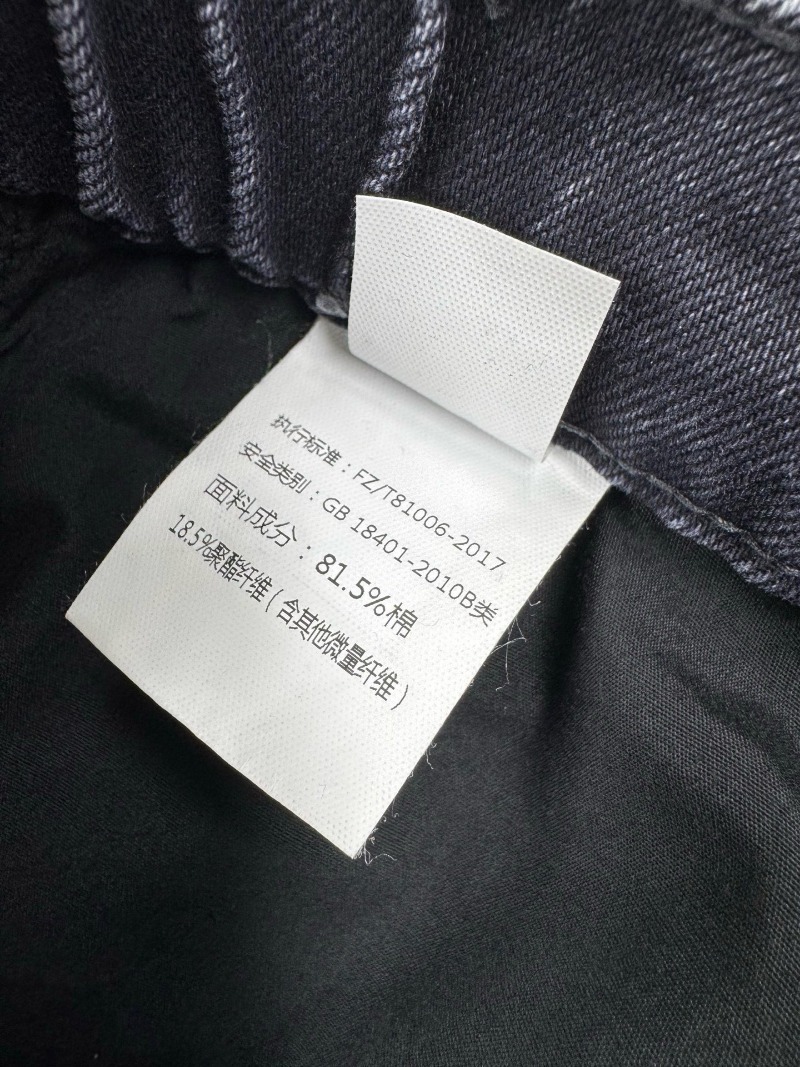 执行标准：FZ/T81006-2017
安全类别：GB 18401-2010B类
面料成分：81.5%棉
18.5%聚酯纤维（含其他微量纤维）